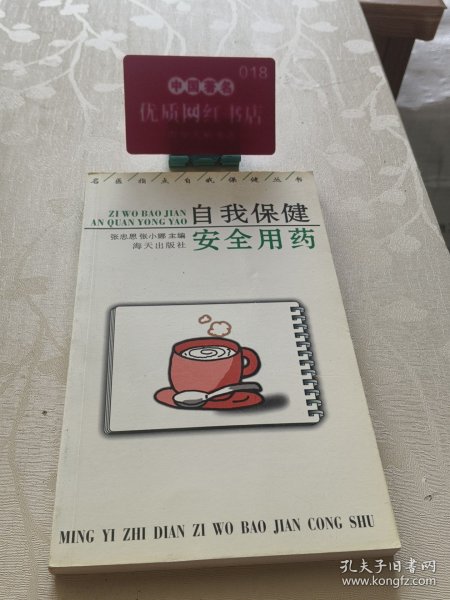 018
中国著名
优质网红书店
名医指点自我保健丛书
ZI WO BAO JIAN
AN QUAN YONG YAO
自我保健
安全用药
张忠恩 张小娜 主编
海天出版社
MING YI ZHI DIAN ZI WO BAO JIAN CONG SHU
孔夫子旧书网
www.kongfz.com